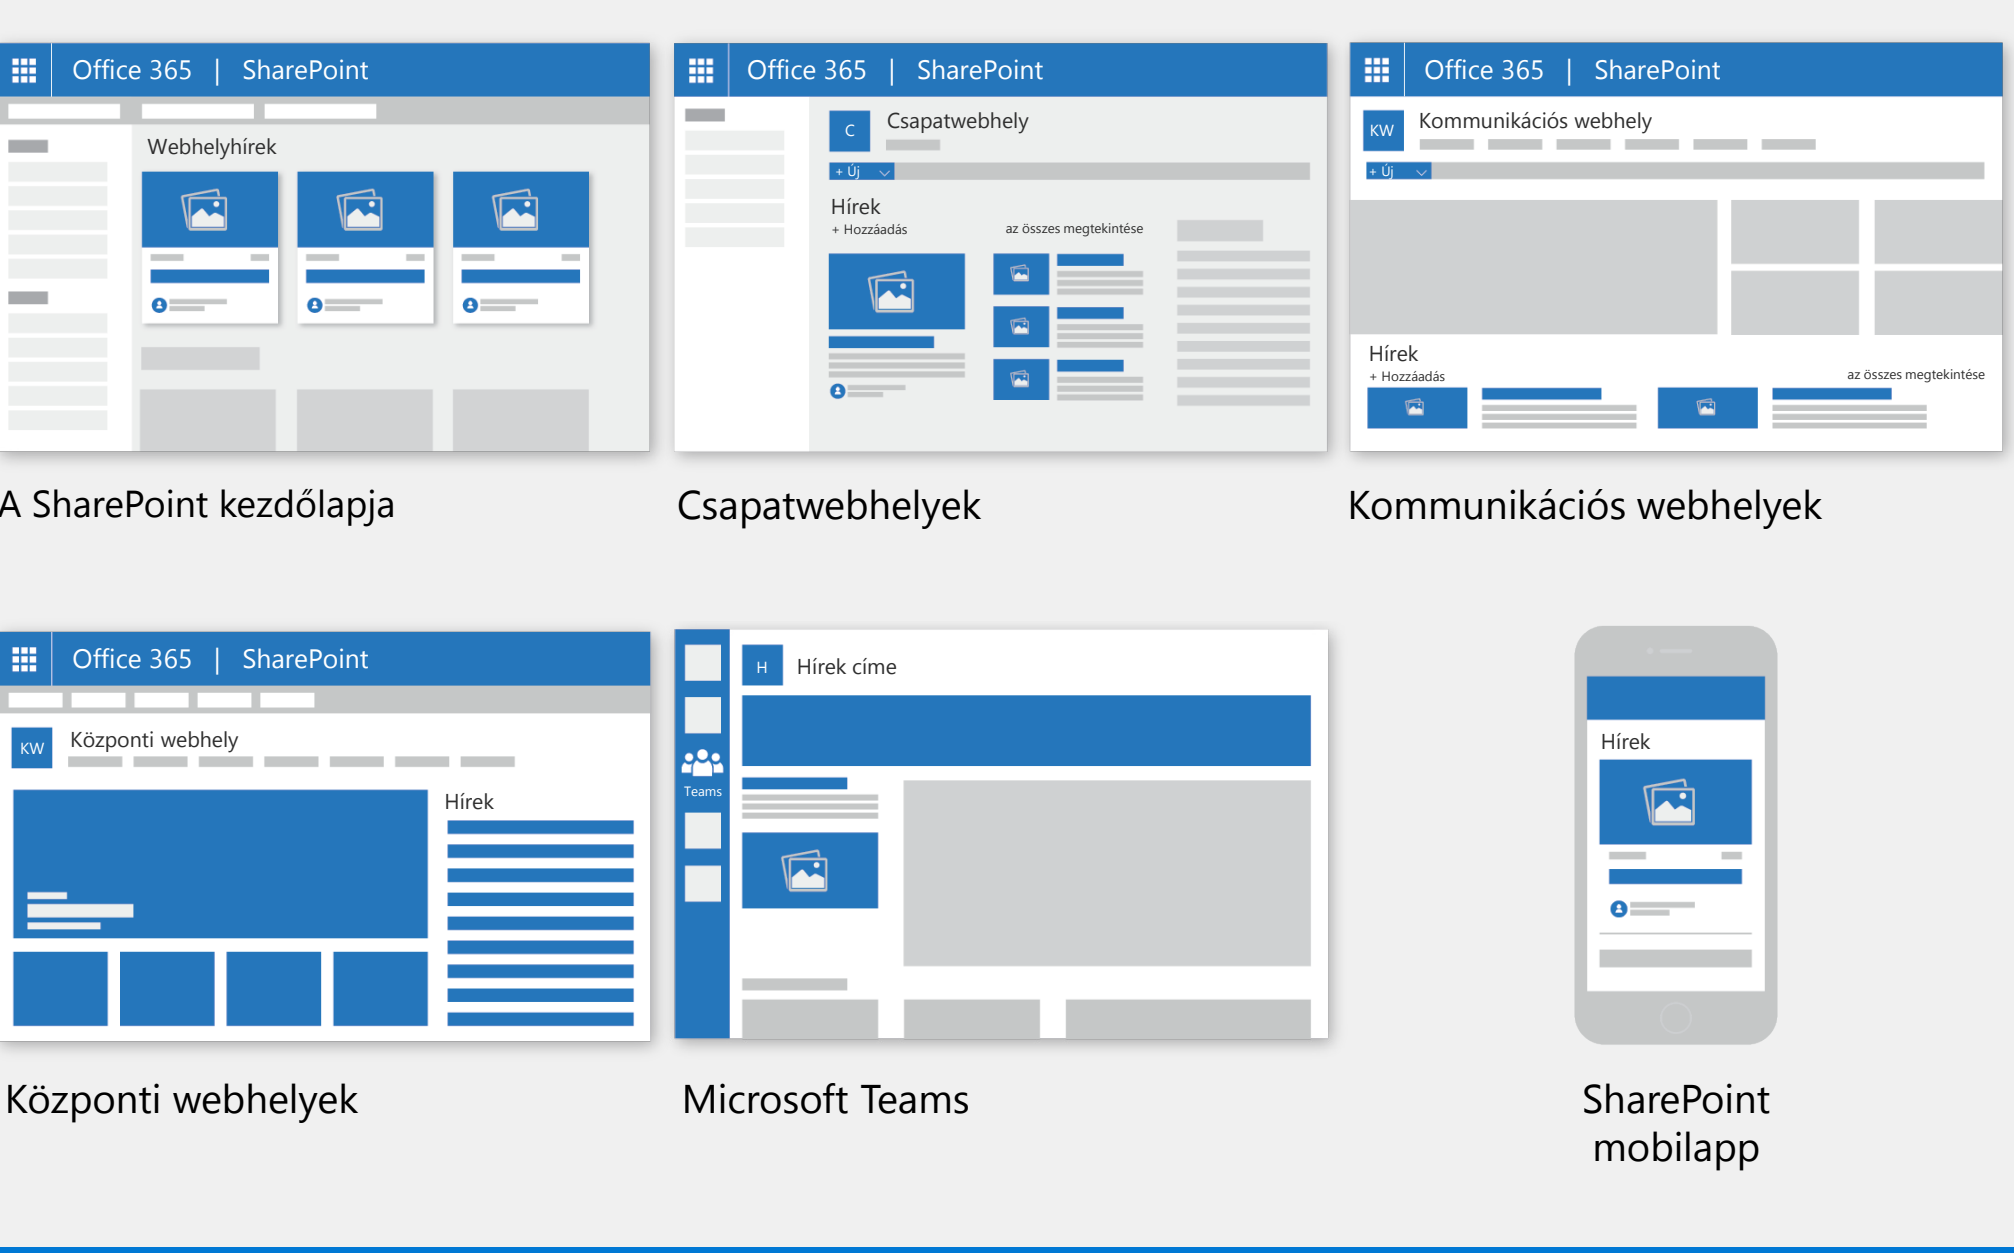 Office 365 | SharePoint
Webhelyhírek
A SharePoint kezdőlapja
Office 365 | SharePoint
C Csapatwebhely
+ Új
Hírek
+ Hozzáadás az összes megtekintése
Csapatwebhelyek
Office 365 | SharePoint
KW Kommunikációs webhely
+ Új
Hírek
+ Hozzáadás az összes megtekintése
Kommunikációs webhelyek
Office 365 | SharePoint
KW Központi webhely
Hírek
Központi webhelyek
H Hírek címe
Teams
Microsoft Teams
Hírek
SharePoint
mobilapp